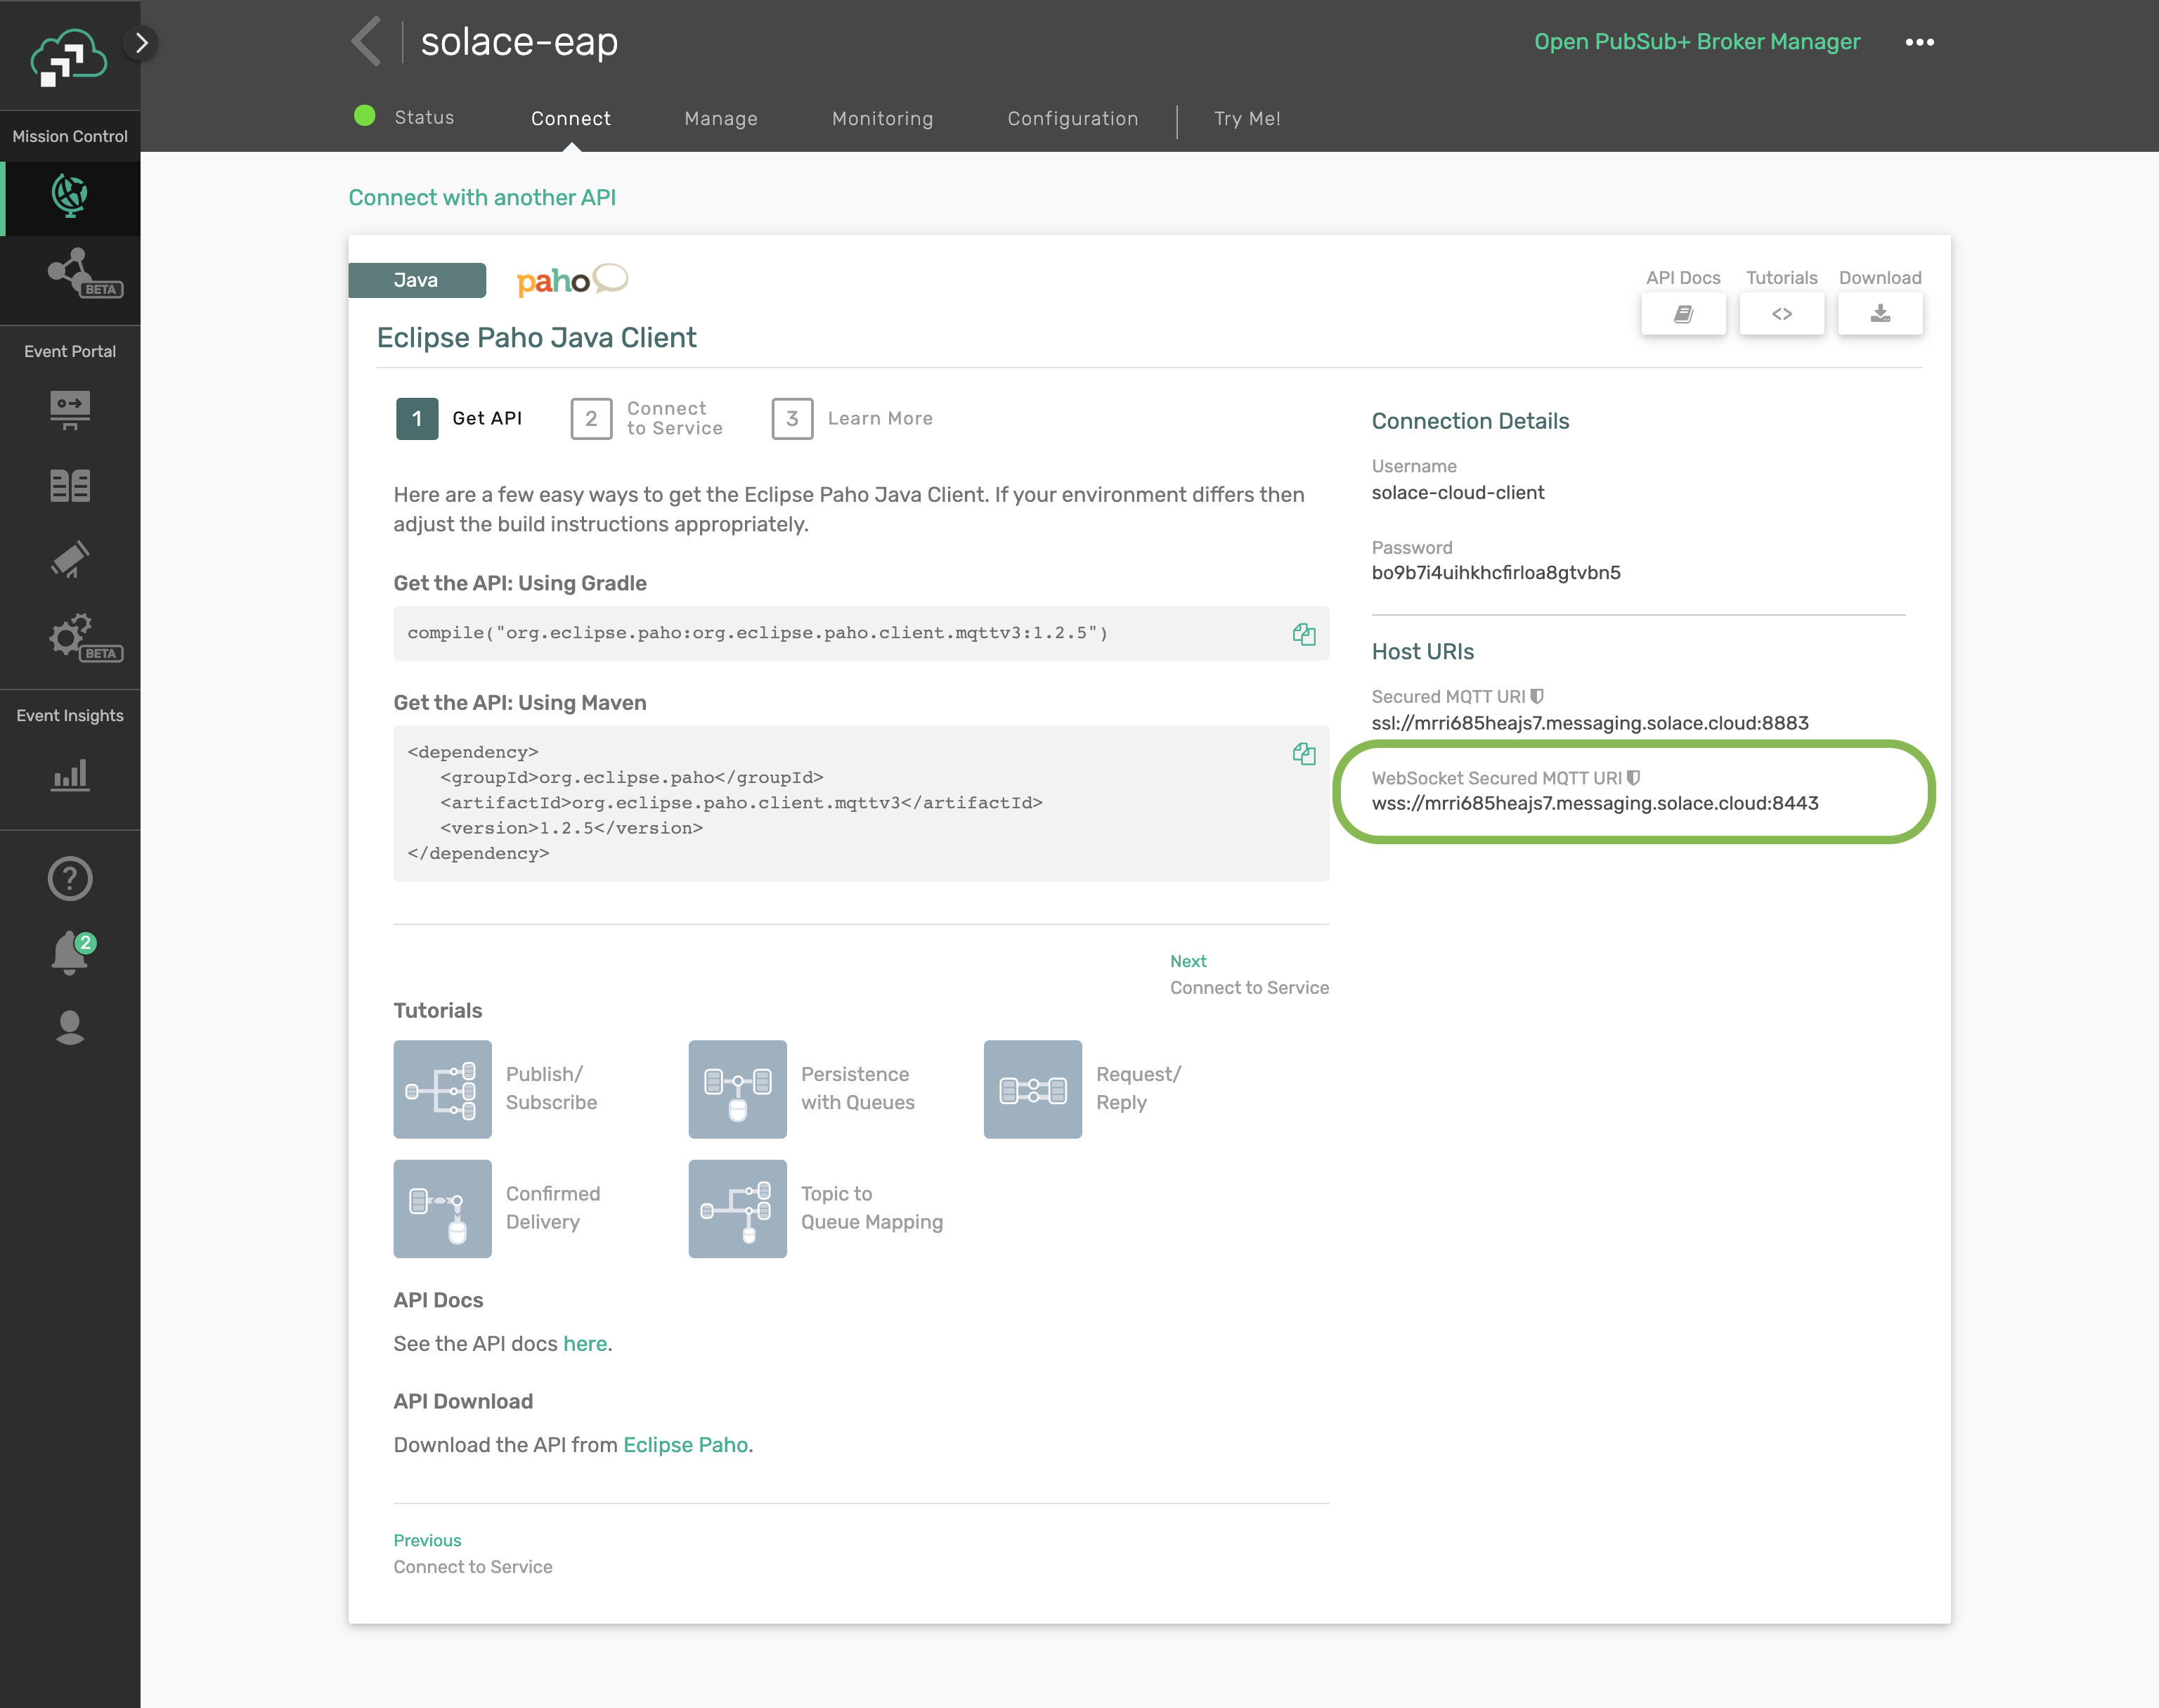 solace-eap
Open PubSub+ Broker Manager
Mission Control
Status
Connect
Manage
Monitoring
Configuration
Try Me!
BETA
Event Portal
BETA
Event Insights
2
Connect with another API
Java
paho
API Docs
Tutorials
Download
<>
Eclipse Paho Java Client
1
Get API
2
Connect
to Service
3
Learn More
Here are a few easy ways to get the Eclipse Paho Java Client. If your environment differs then
adjust the build instructions appropriately.
Get the API: Using Gradle
compile("org.eclipse.paho:org.eclipse.paho.client.mqttv3:1.2.5")
Get the API: Using Maven
<dependency>
<groupId>org.eclipse.paho</groupId>
<artifactId>org.eclipse.paho.client.mqttv3</artifactId>
<version>1.2.5</version>
</dependency>
Next
Connect to Service
Connection Details
Username
solace-cloud-client
Password
bo9b7i4uihkhcfirloa8gtvbn5
Host URIs
Secured MQTT URI
ssl://mrri685heajs7.messaging.solace.cloud:8883
WebSocket Secured MQTT URI
wss://mrri685heajs7.messaging.solace.cloud:8443
Tutorials
Publish/
Subscribe
Persistence
with Queues
Request/
Reply
Confirmed
Delivery
Topic to
Queue Mapping
API Docs
See the API docs here.
API Download
Download the API from Eclipse Paho.
Previous
Connect to Service